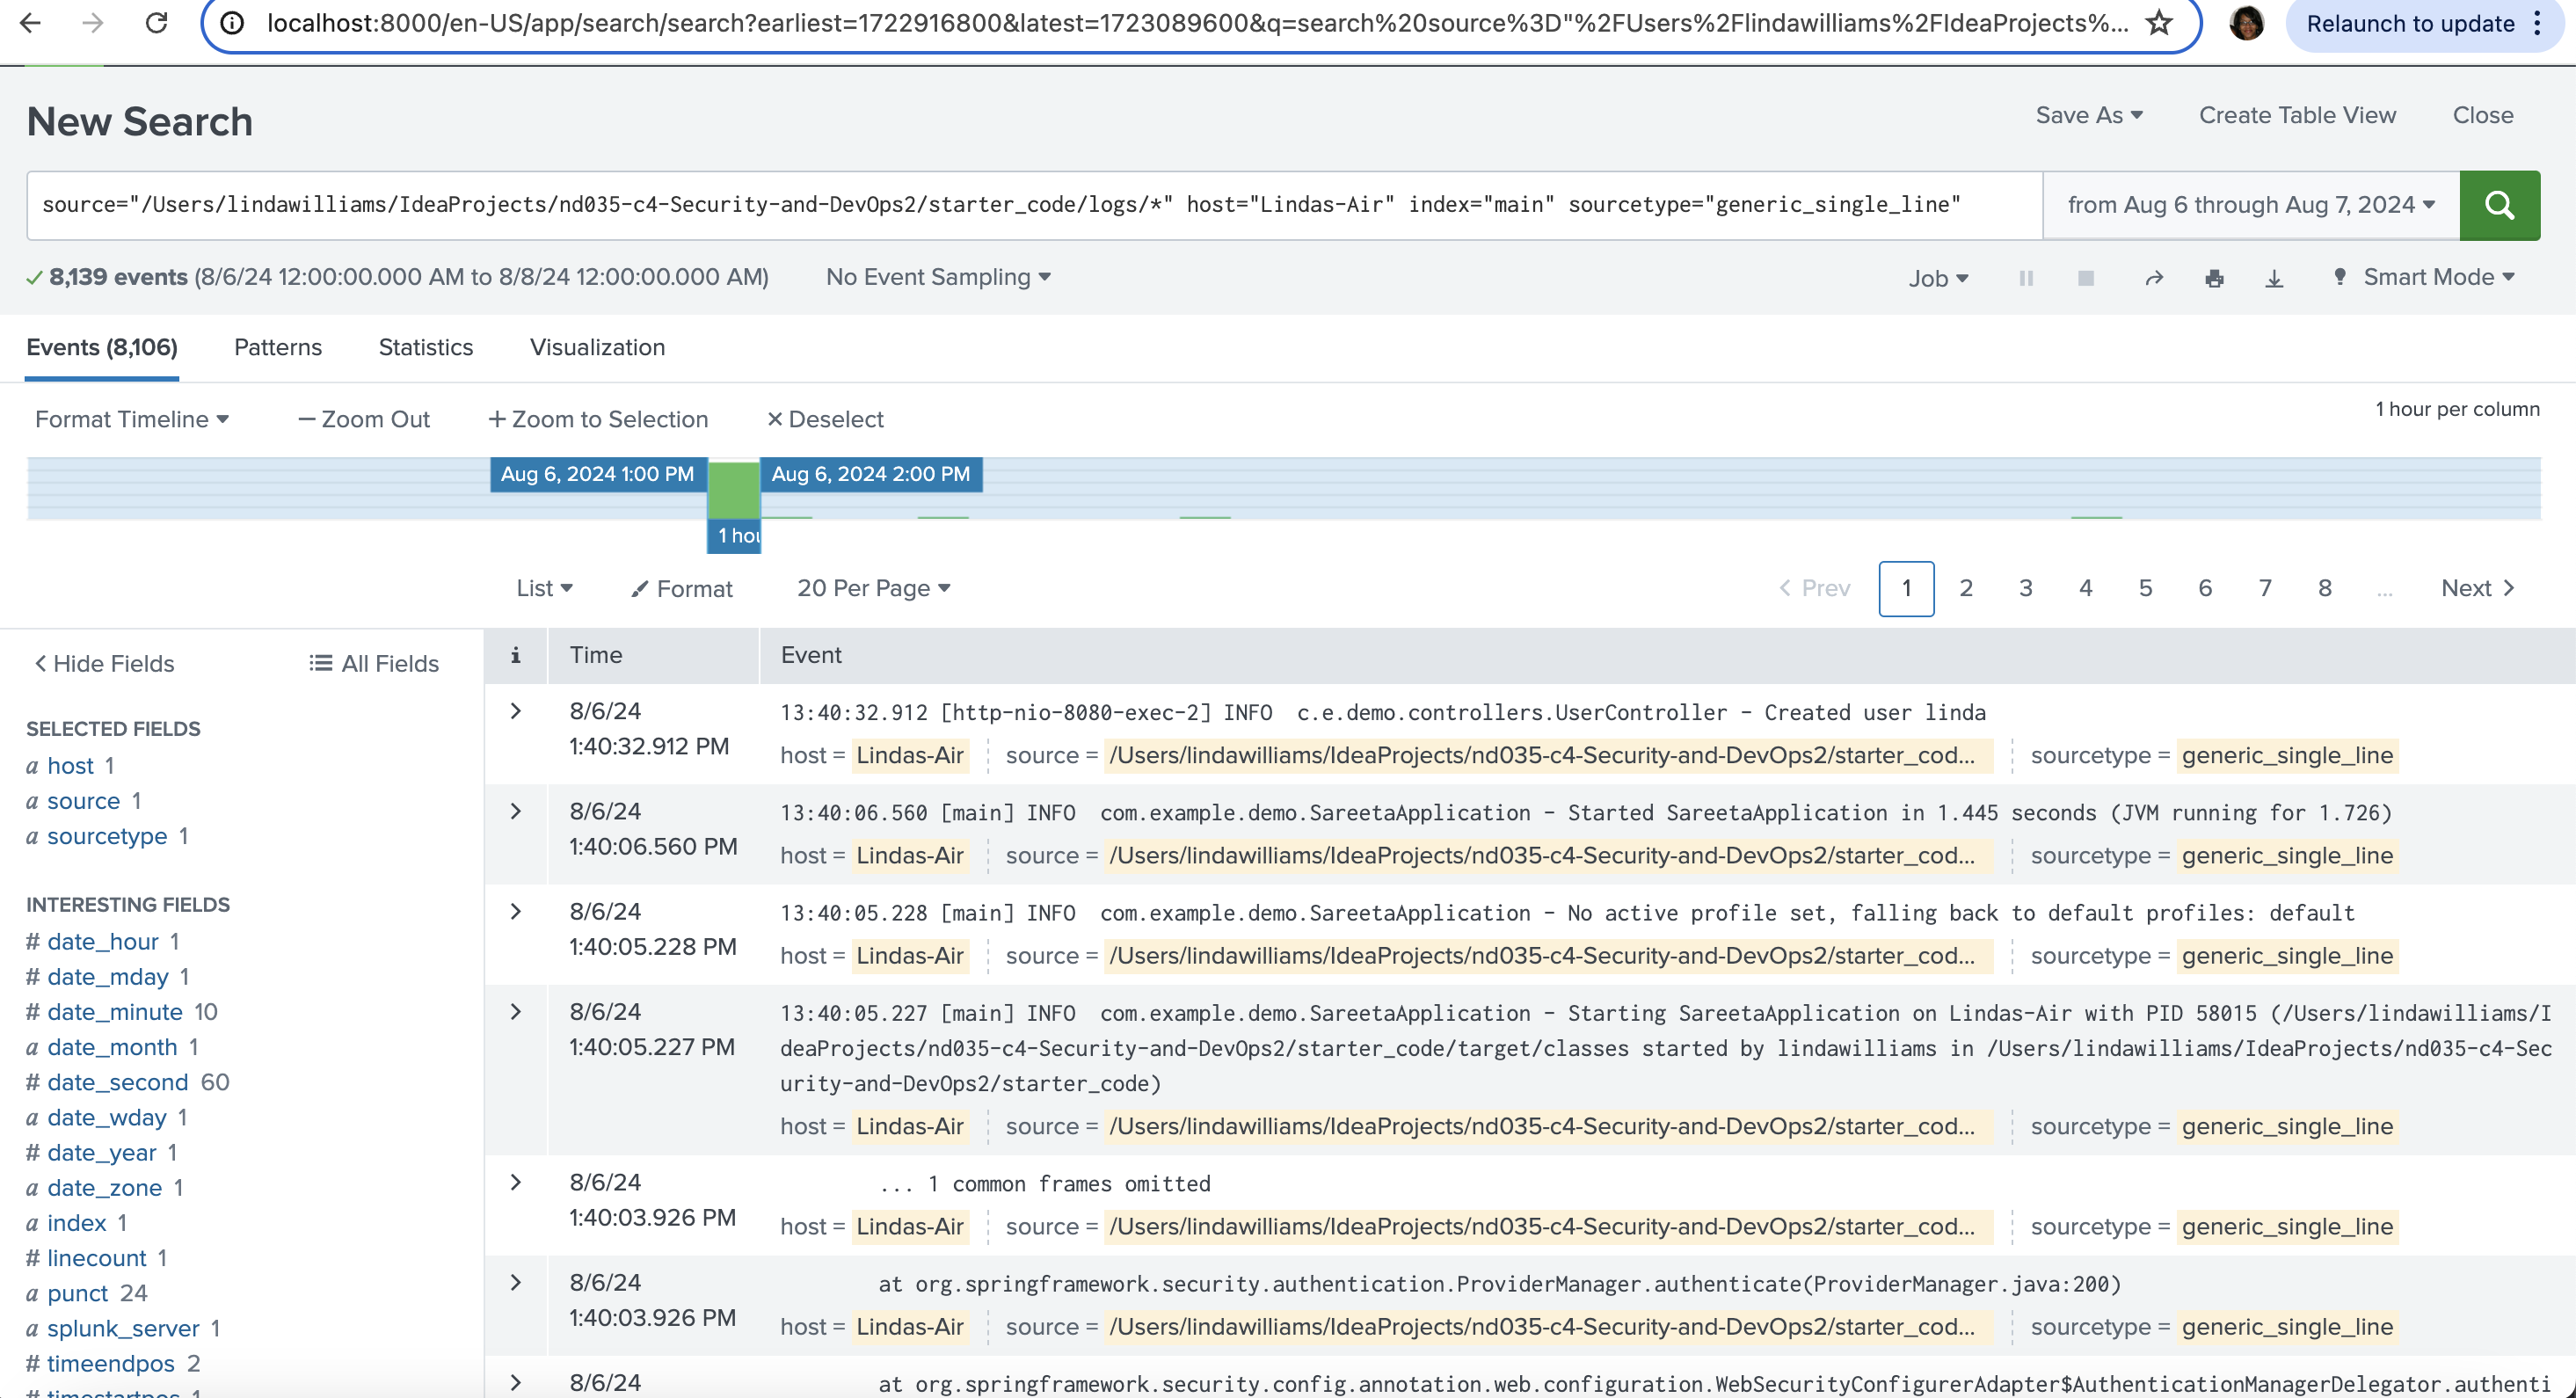 localhost:8000/en-US/app/search/search?earliest=1722916800&latest=1723089600&q=search%20source%3D"%2FUsers%2Flindawilliams%2FIdeaProjects%...
Relaunch to update
New Search
Save As
Create Table View
Close
source="/Users/lindawilliams/IdeaProjects/nd035-c4-Security-and-DevOps2/starter_code/logs/*" host="Lindas-Air" index="main" sourcetype="generic_single_line"
from Aug 6 through Aug 7, 2024
8,139 events (8/6/24 12:00:00.000 AM to 8/8/24 12:00:00.000 AM)
No Event Sampling
Job
Smart Mode
Events (8,106)
Patterns
Statistics
Visualization
Format Timeline
— Zoom Out
+ Zoom to Selection
× Deselect
1 hour per column
Aug 6, 2024 1:00 PM
Aug 6, 2024 2:00 PM
1 hou
List
Format
20 Per Page
< Prev
1 2 3 4 5 6 7 8 ...
Next >
< Hide Fields
All Fields
SELECTED FIELDS
a host 1
a source 1
a sourcetype 1
INTERESTING FIELDS
# date_hour 1
# date_mday 1
# date_minute 10
a date_month 1
# date_second 60
a date_wday 1
# date_year 1
a date_zone 1
a index 1
# linecount 1
a punct 24
a splunk_server 1
# timeendpos 2
# timestartpos 1
i Time Event
8/6/24
1:40:32.912 PM
13:40:32.912 [http-nio-8080-exec-2] INFO  c.e.demo.controllers.UserController - Created user linda
host = Lindas-Air source = /Users/lindawilliams/IdeaProjects/nd035-c4-Security-and-DevOps2/starter_cod... sourcetype = generic_single_line
8/6/24
1:40:06.560 PM
13:40:06.560 [main] INFO  com.example.demo.SareetaApplication - Started SareetaApplication in 1.445 seconds (JVM running for 1.726)
host = Lindas-Air source = /Users/lindawilliams/IdeaProjects/nd035-c4-Security-and-DevOps2/starter_cod... sourcetype = generic_single_line
8/6/24
1:40:05.228 PM
13:40:05.228 [main] INFO  com.example.demo.SareetaApplication - No active profile set, falling back to default profiles: default
host = Lindas-Air source = /Users/lindawilliams/IdeaProjects/nd035-c4-Security-and-DevOps2/starter_cod... sourcetype = generic_single_line
8/6/24
1:40:05.227 PM
13:40:05.227 [main] INFO  com.example.demo.SareetaApplication - Starting SareetaApplication on Lindas-Air with PID 58015 (/Users/lindawilliams/I
deaProjects/nd035-c4-Security-and-DevOps2/starter_code/target/classes started by lindawilliams in /Users/lindawilliams/IdeaProjects/nd035-c4-Sec
urity-and-DevOps2/starter_code)
host = Lindas-Air source = /Users/lindawilliams/IdeaProjects/nd035-c4-Security-and-DevOps2/starter_cod... sourcetype = generic_single_line
8/6/24
1:40:03.926 PM
... 1 common frames omitted
host = Lindas-Air source = /Users/lindawilliams/IdeaProjects/nd035-c4-Security-and-DevOps2/starter_cod... sourcetype = generic_single_line
8/6/24
1:40:03.926 PM
at org.springframework.security.authentication.ProviderManager.authenticate(ProviderManager.java:200)
host = Lindas-Air source = /Users/lindawilliams/IdeaProjects/nd035-c4-Security-and-DevOps2/starter_cod... sourcetype = generic_single_line
8/6/24
at org.springframework.security.config.annotation.web.configuration.WebSecurityConfigurerAdapter$AuthenticationManagerDelegator.authenti